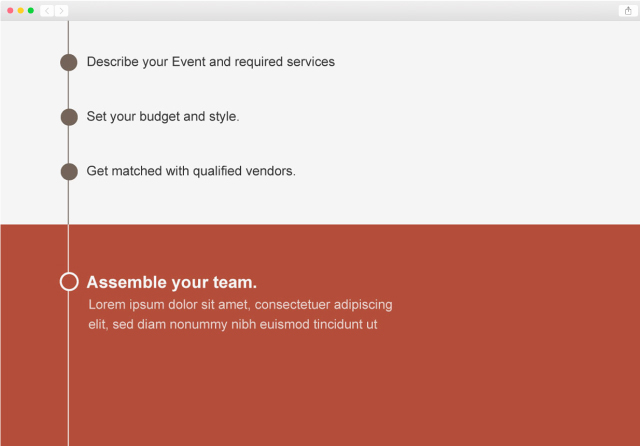 Describe your Event and required services
Set your budget and style.
Get matched with qualified vendors.
Assemble your team.
Lorem ipsum dolor sit amet, consectetuer adipiscing
elit, sed diam nonummy nibh euismod tincidunt ut